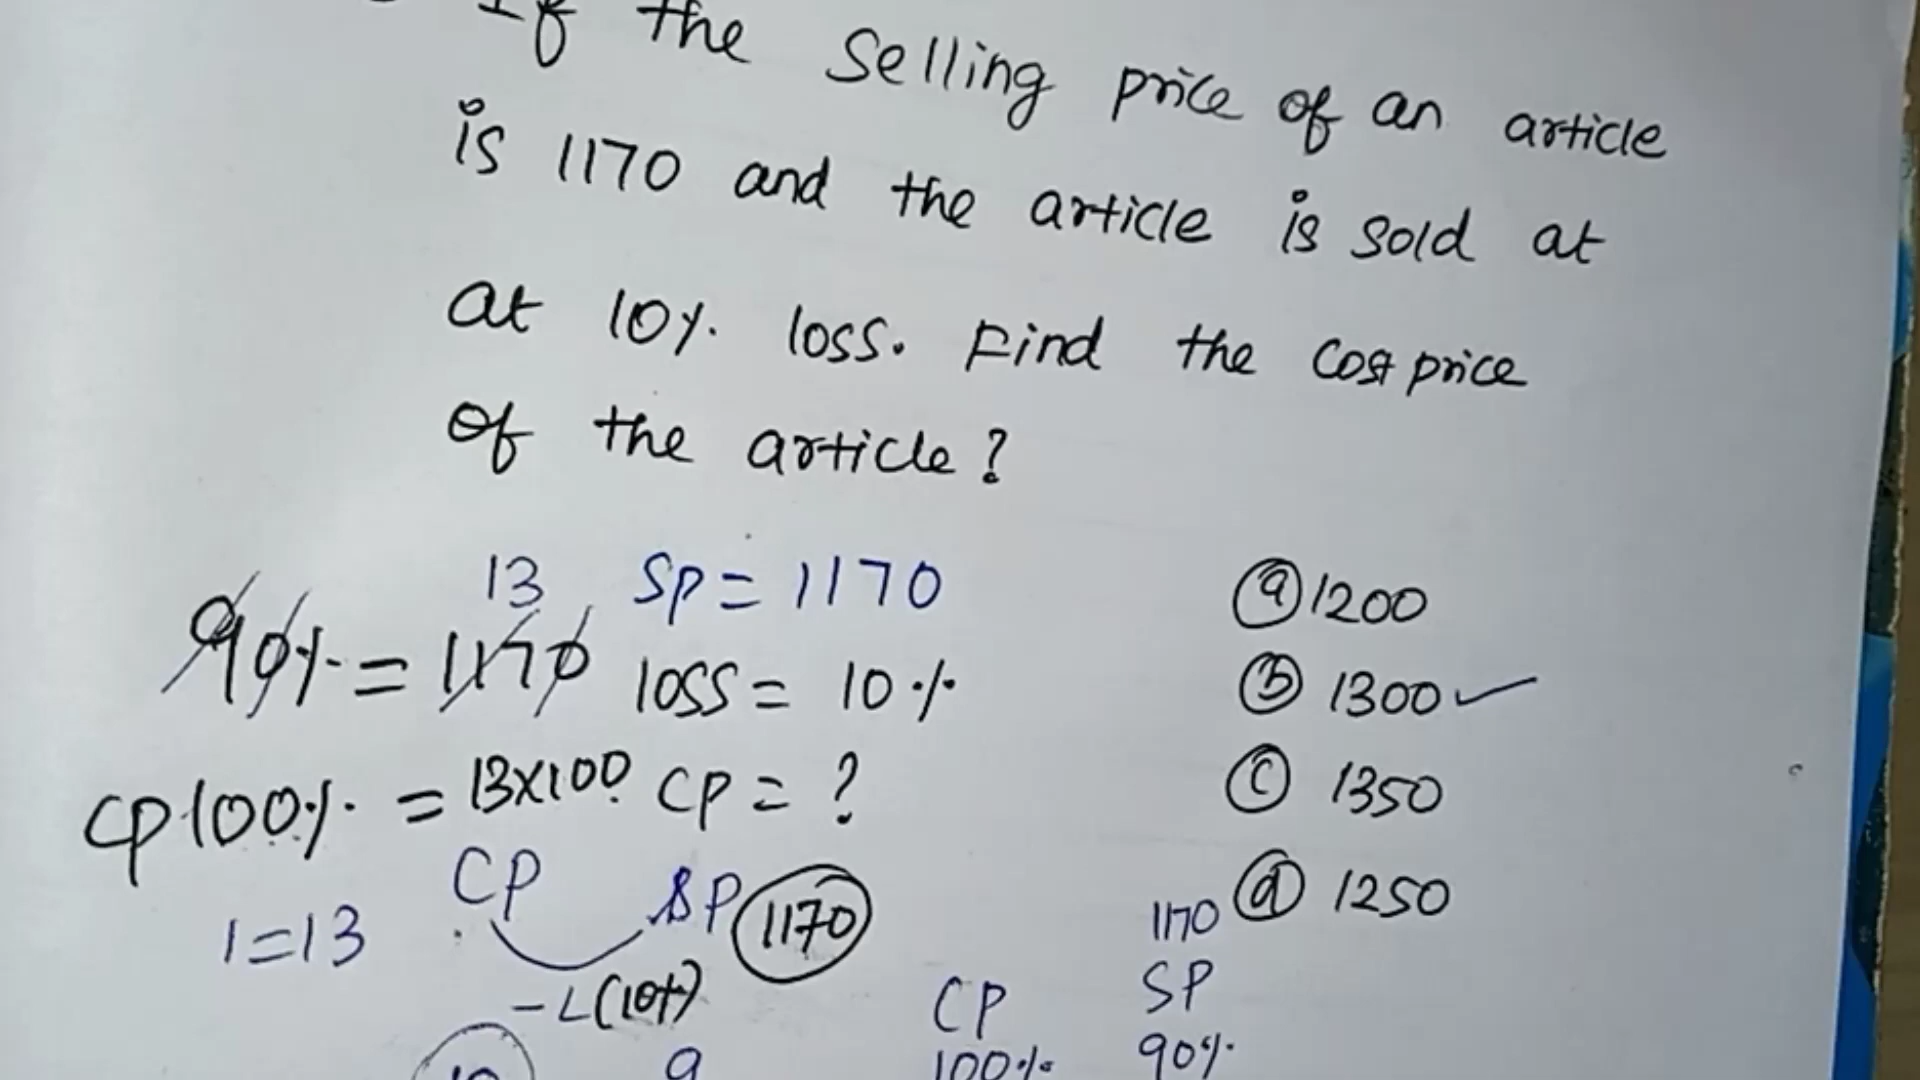 If the selling price of an article
is 1170 and the article is sold at
at 10%. loss. Find the cost price
of the article?
13 SP = 1170
90% = 1170 loss = 10%
CP 100% = 13x100 CP = ?
CP SP 1170
1=13
-L(10%)
10 9
ⓐ 1200
ⓑ 1300 ✓
ⓒ 1350
ⓓ 1250
1170
CP SP
100% 90%